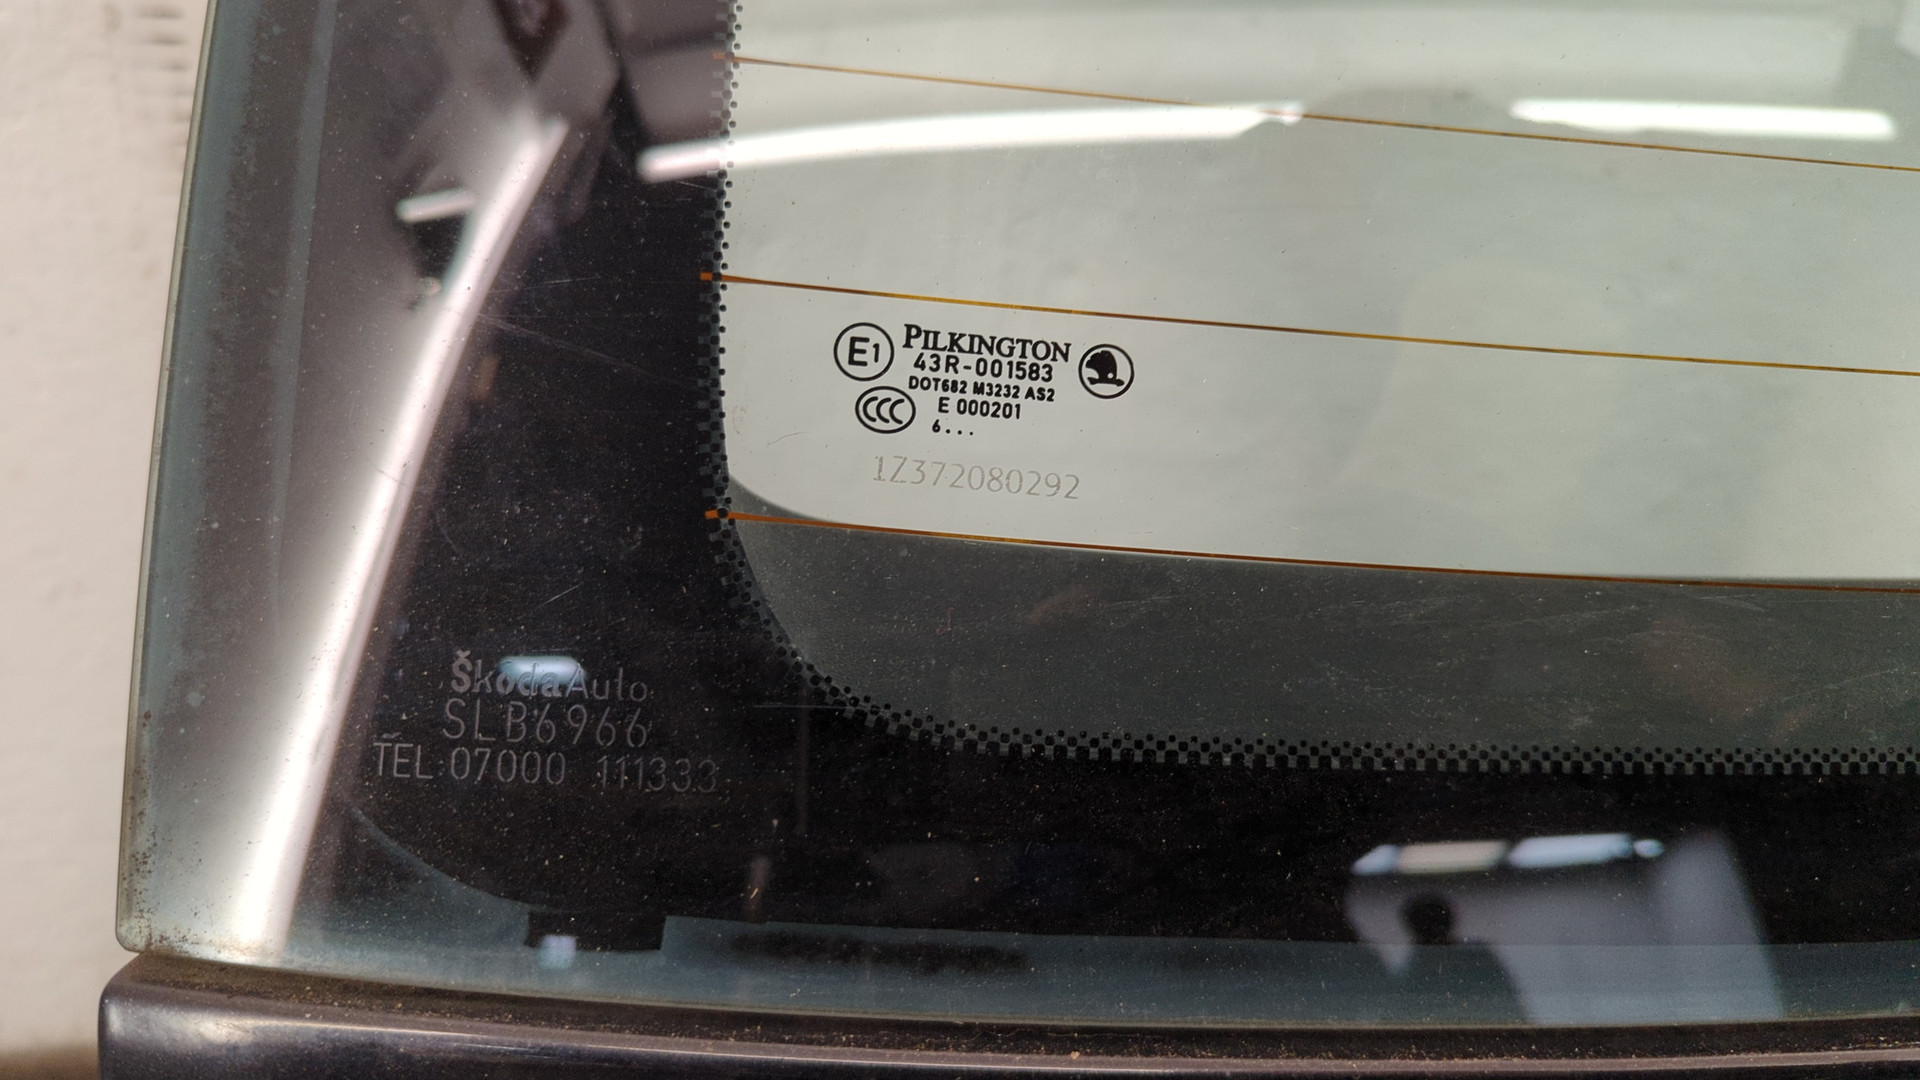 E1
PILKINGTON
43R-001583
DOT682 M3232 AS2
CCC
E 000201
6...
1Z372080292
ŠkodaAuto
SLB6966
TEL 07000 111333